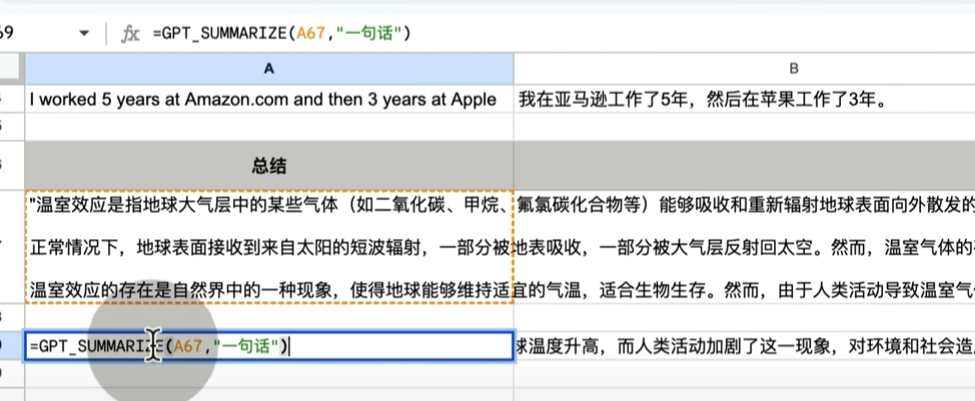 69 fx =GPT_SUMMARIZE(A67,"一句话")
A B
I worked 5 years at Amazon.com and then 3 years at Apple 我在亚马逊工作了5年，然后在苹果工作了3年。
总结
"温室效应是指地球大气层中的某些气体（如二氧化碳、甲烷、氟氯碳化合物等）能够吸收和重新辐射地球表面向外散发的
正常情况下，地球表面接收到来自太阳的短波辐射，一部分被地表吸收，一部分被大气层反射回太空。然而，温室气体的
温室效应的存在是自然界中的一种现象，使得地球能够维持适宜的气温，适合生物生存。然而，由于人类活动导致温室气
=GPT_SUMMARIZE(A67,"一句话") 球温度升高，而人类活动加剧了这一现象，对环境和社会造